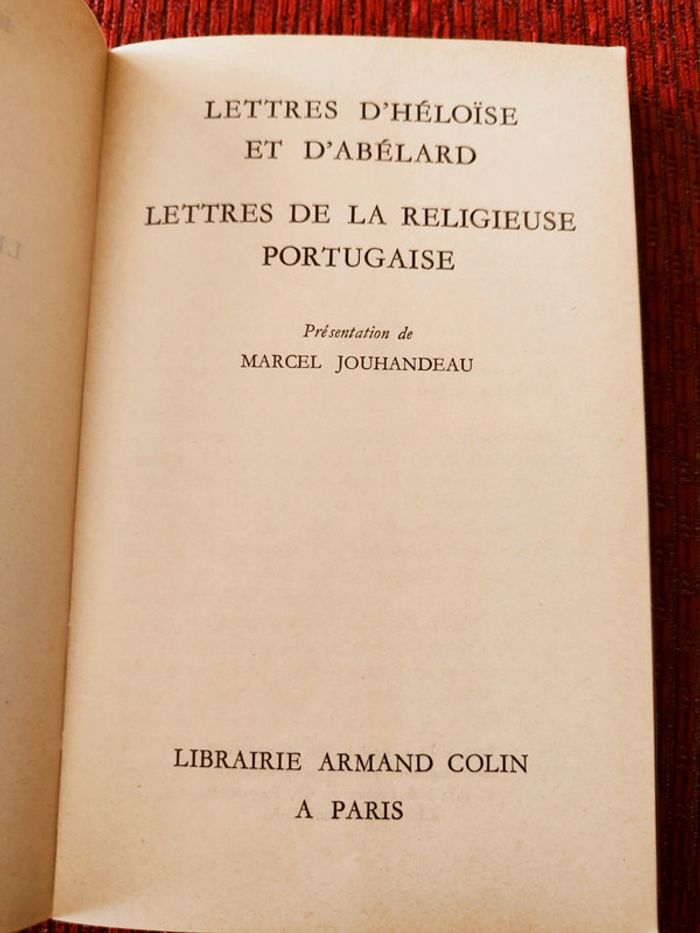 LETTRES D'HÉLOÏSE
ET D'ABÉLARD
LETTRES DE LA RELIGIEUSE
PORTUGAISE
Présentation de
MARCEL JOUHANDEAU
LIBRAIRIE ARMAND COLIN
A PARIS